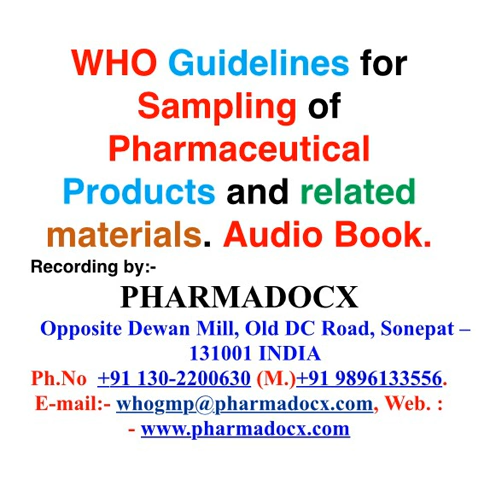 WHO Guidelines for
Sampling of
Pharmaceutical
Products and related
materials. Audio Book.
Recording by:-
PHARMADOCX
Opposite Dewan Mill, Old DC Road, Sonepat –
131001 INDIA
Ph.No +91 130-2200630 (M.)+91 9896133556.
E-mail:- whogmp@pharmadocx.com, Web. :
- www.pharmadocx.com